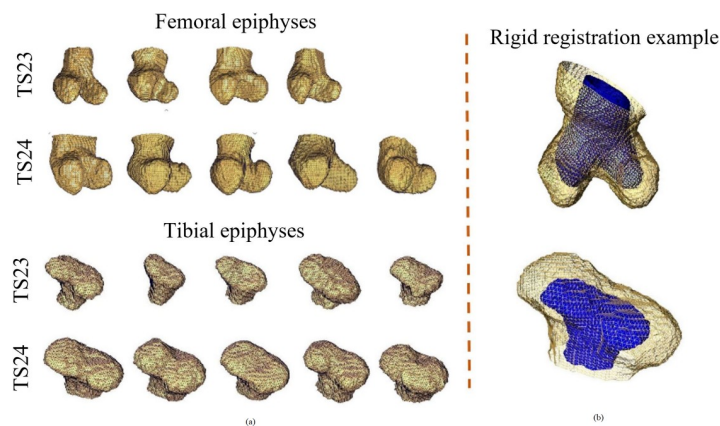 Femoral epiphyses
TS23
TS24
Tibial epiphyses
TS23
TS24
(a)
Rigid registration example
(b)